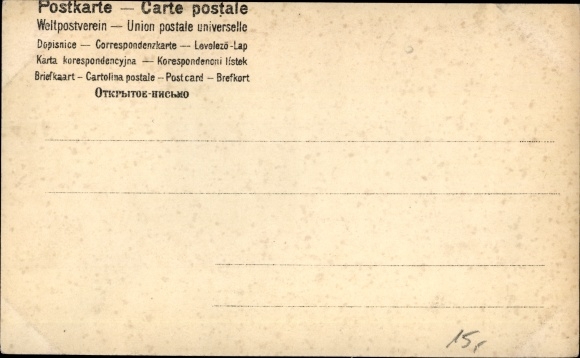 Postkarte — Carte postale
Weltpostverein — Union postale universelle
Dopisnice — Correspondenzkarte — Levelező-Lap
Karta korespondencyjna — Korespondenční lístek
Briefkaart – Cartolina postale – Postcard – Brefkort
Открытое-письмо
15,